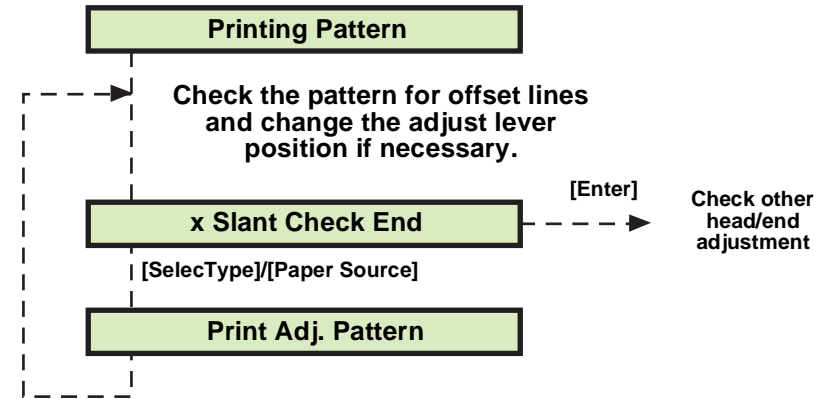 Printing Pattern
Check the pattern for offset lines
and change the adjust lever
position if necessary.
[Enter]
x Slant Check End
Check other
head/end
adjustment
[SelecType]/[Paper Source]
Print Adj. Pattern